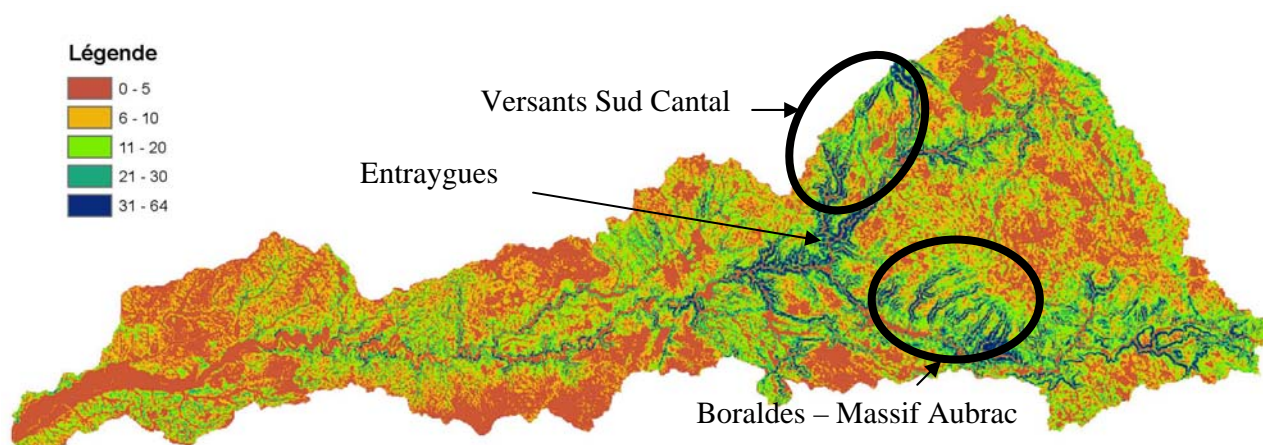 Légende
0 - 5
6 - 10
11 - 20
21 - 30
31 - 64
Versants Sud Cantal
Entraygues
Boraldes – Massif Aubrac